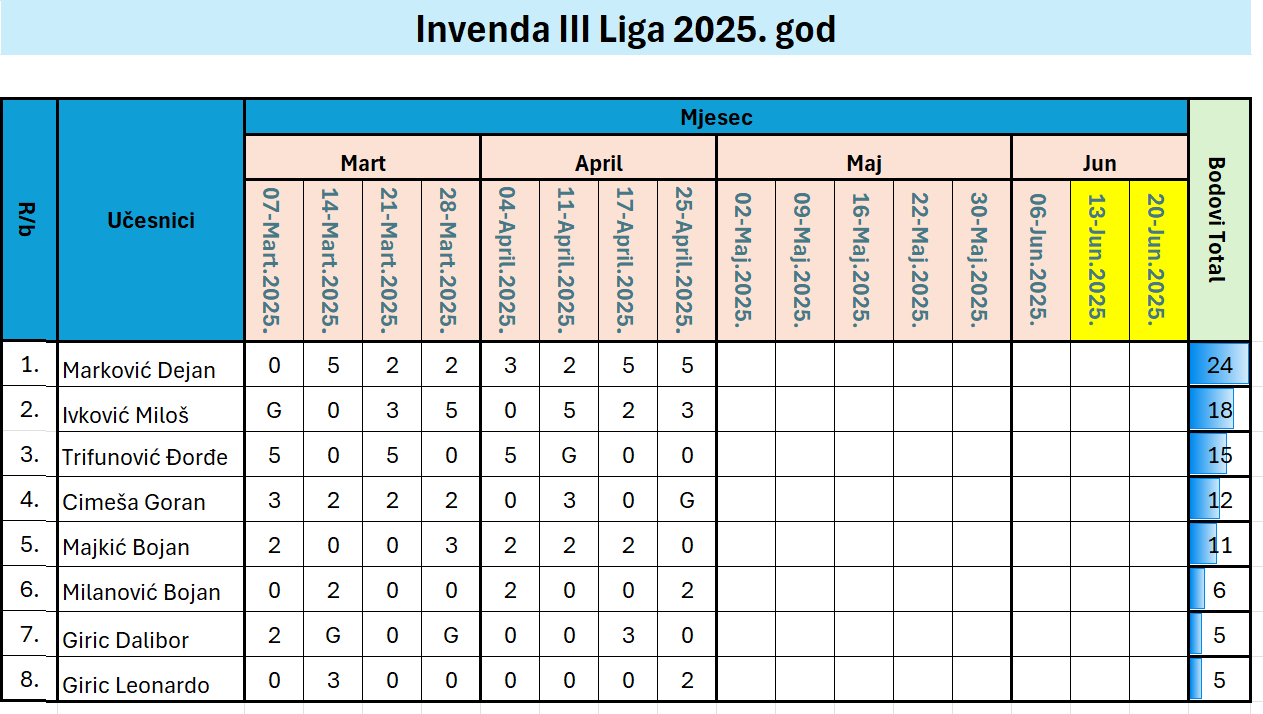 Invenda III Liga 2025. god
R/b Učesnici Mjesec Bodovi Total
Mart April Maj Jun
07-Mart.2025. 14-Mart.2025. 21-Mart.2025. 28-Mart.2025. 04-April.2025. 11-April.2025. 17-April.2025. 25-April.2025. 02-Maj.2025. 09-Maj.2025. 16-Maj.2025. 22-Maj.2025. 30-Maj.2025. 06-Jun.2025. 13-Jun.2025. 20-Jun.2025.
1. Marković Dejan 0 5 2 2 3 2 5 5 24
2. Ivković Miloš G 0 3 5 0 5 2 3 18
3. Trifunović Đorđe 5 0 5 0 5 G 0 0 15
4. Cimeša Goran 3 2 2 2 0 3 0 G 12
5. Majkić Bojan 2 0 0 3 2 2 2 0 11
6. Milanović Bojan 0 2 0 0 2 0 0 2 6
7. Giric Dalibor 2 G 0 G 0 0 3 0 5
8. Giric Leonardo 0 3 0 0 0 0 0 2 5